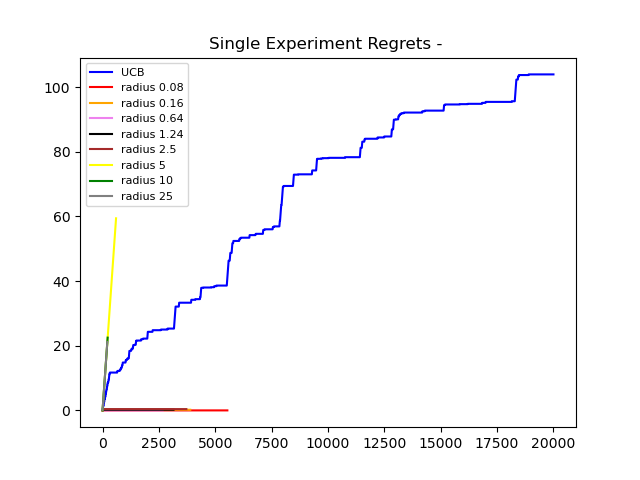 Single Experiment Regrets -
UCB
radius 0.08
radius 0.16
radius 0.64
radius 1.24
radius 2.5
radius 5
radius 10
radius 25
100
80
60
40
20
0
0 2500 5000 7500 10000 12500 15000 17500 20000